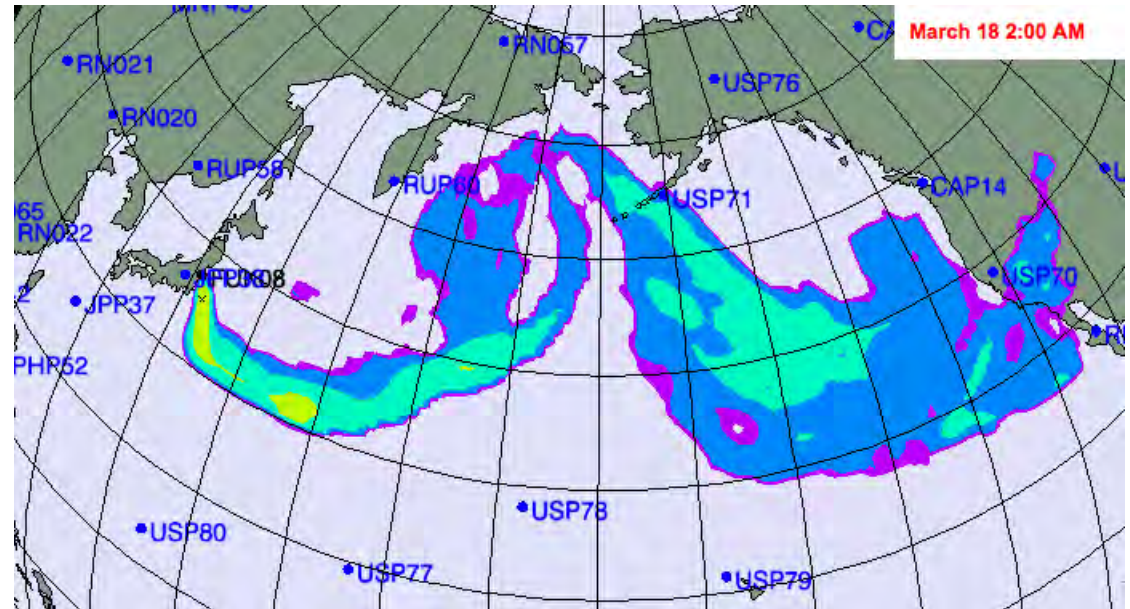 March 18 2:00 AM
RN057
RN021
USP76
RN020
RUP58
RUP60
CAP14
USP71
RN022
USP70
JPP37
PHP52
USP78
USP80
USP77
USP79